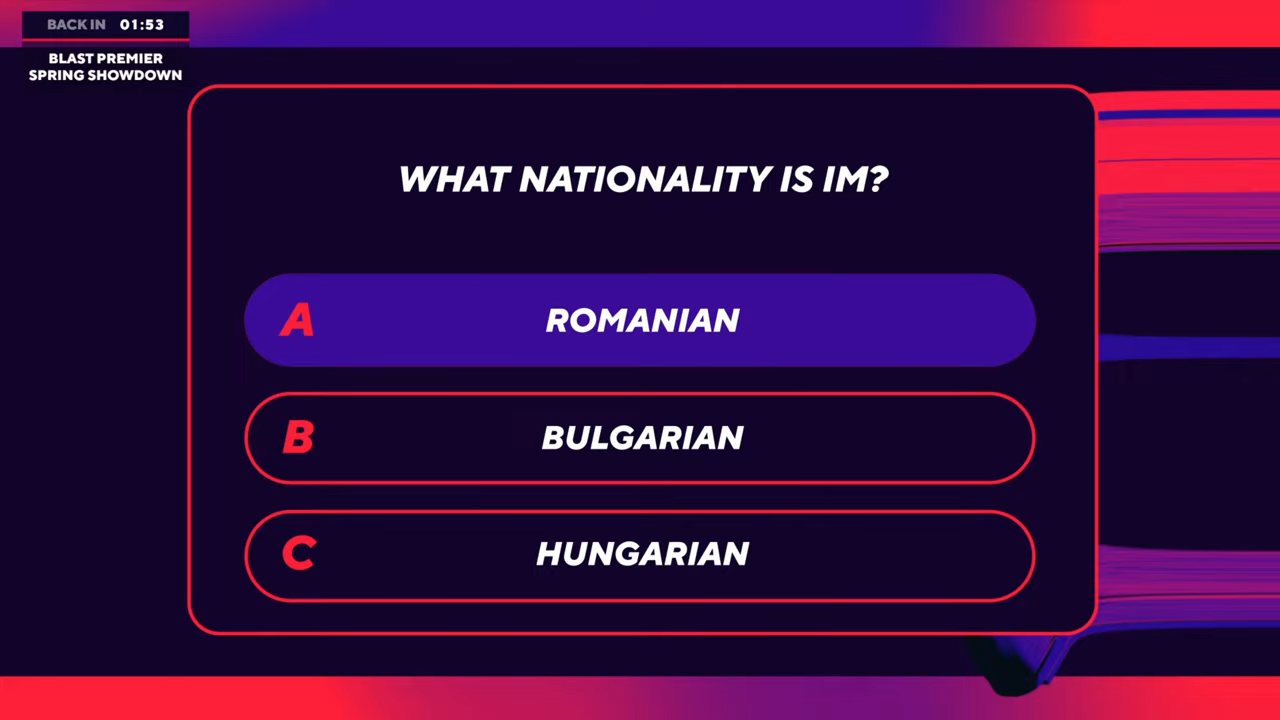 BACK IN 01:53
BLAST PREMIER
SPRING SHOWDOWN
WHAT NATIONALITY IS IM?
A ROMANIAN
B BULGARIAN
C HUNGARIAN